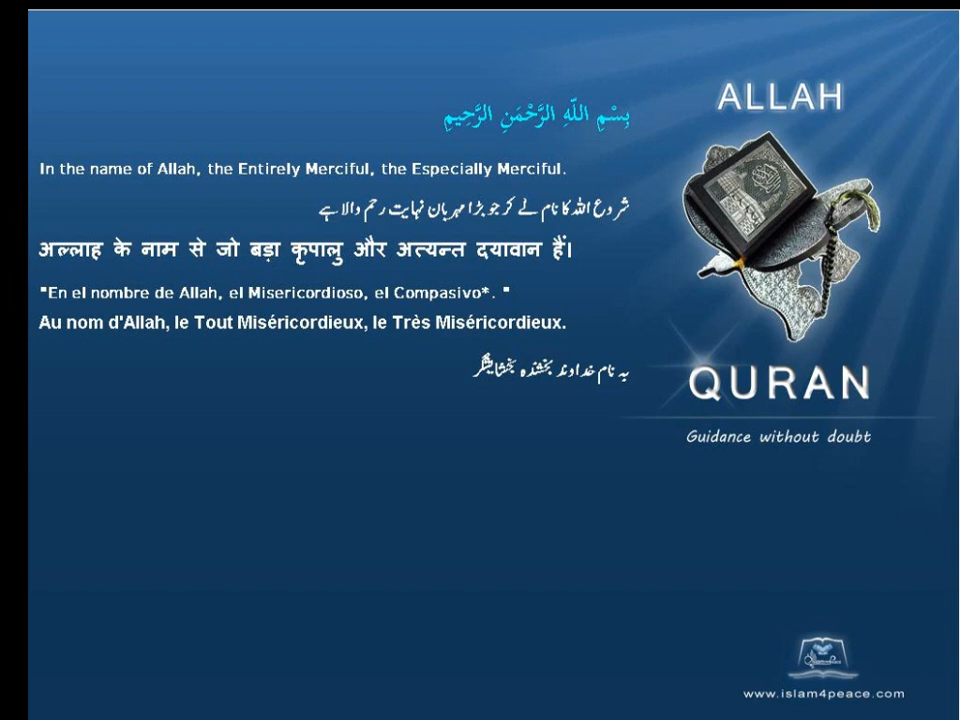 بِسْمِ اللّهِ الرَّحْمَنِ الرَّحِيمِ
In the name of Allah, the Entirely Merciful, the Especially Merciful.
شروع اللہ کا نام لے کر جو بڑا مہربان نہایت رحم والا ہے
अल्लाह के नाम से जो बड़ा कृपालु और अत्यन्त दयावान हैं।
"En el nombre de Allah, el Misericordioso, el Compasivo*. "
Au nom d'Allah, le Tout Miséricordieux, le Très Miséricordieux.
به نام خداوند بخشنده بخشایشگر
ALLAH
QURAN
Guidance without doubt
www.islam4peace.com